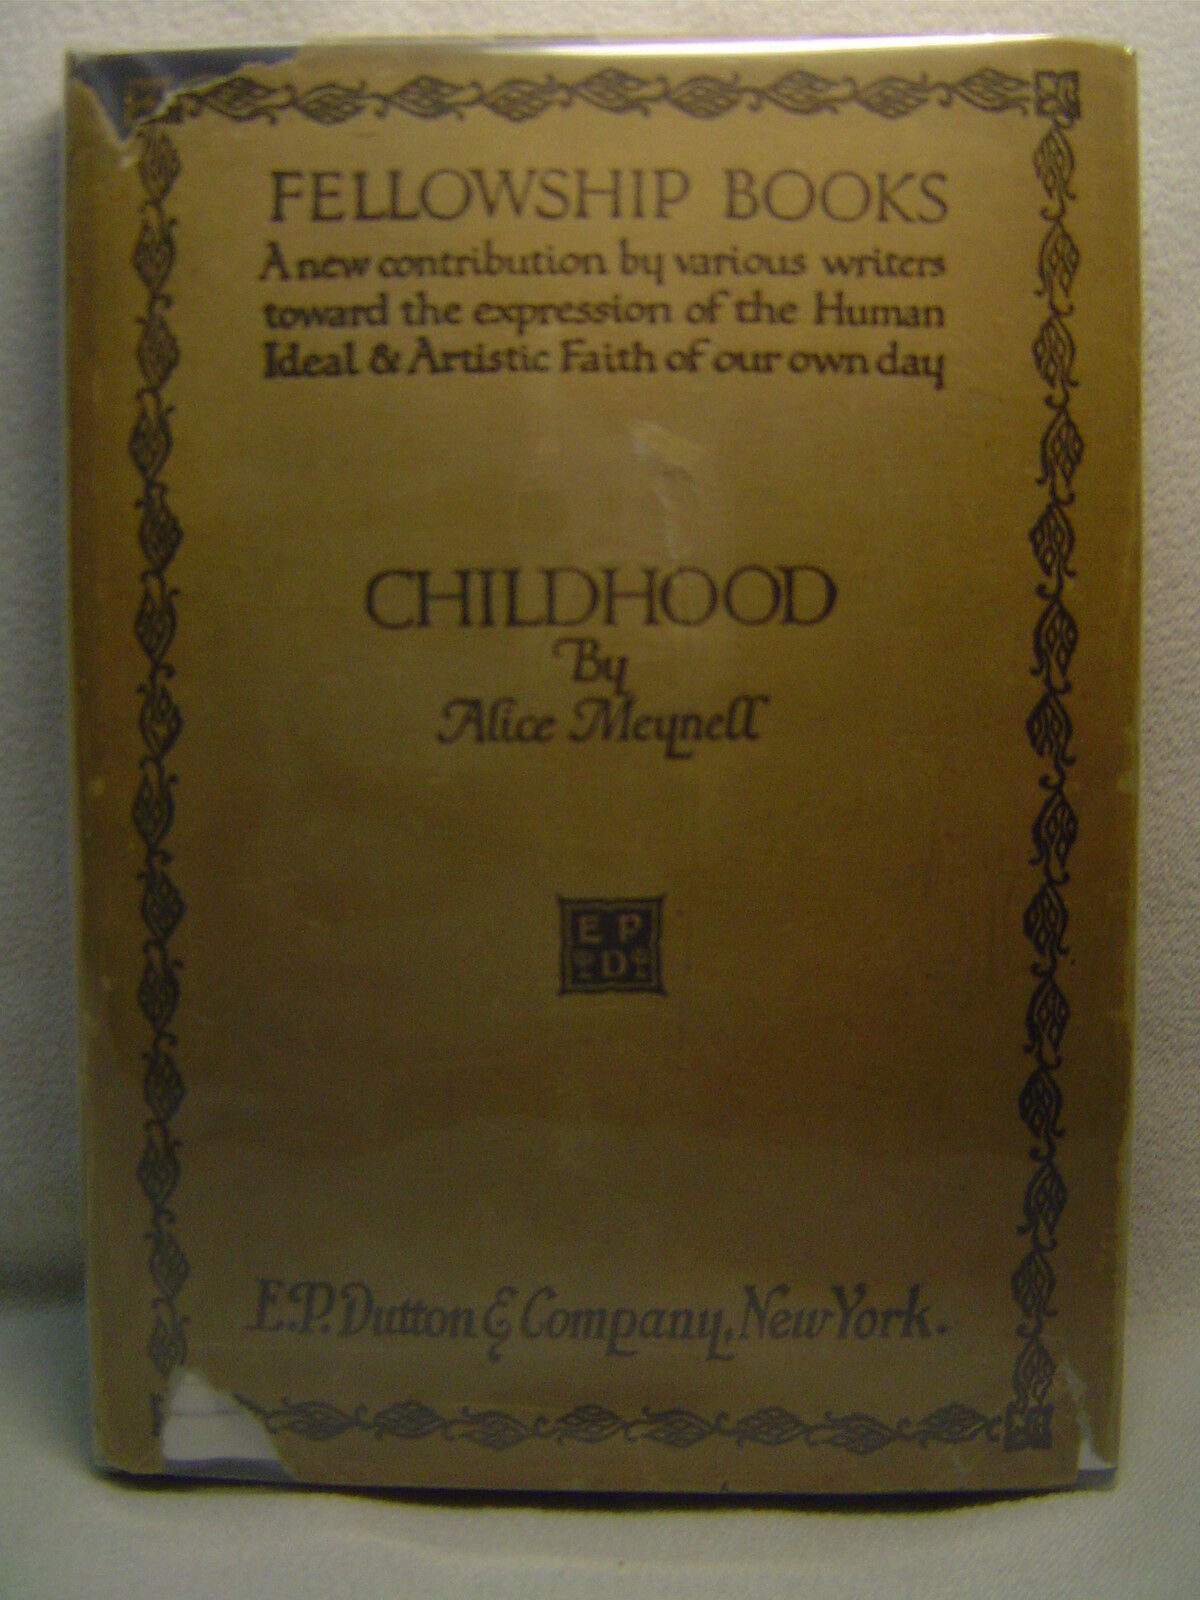 FELLOWSHIP BOOKS
A new contribution by various writers
toward the expression of the Human
Ideal & Artistic Faith of our own day
CHILDHOOD
By
Alice Meynell
E P
D
E.P. Dutton & Company, New York.